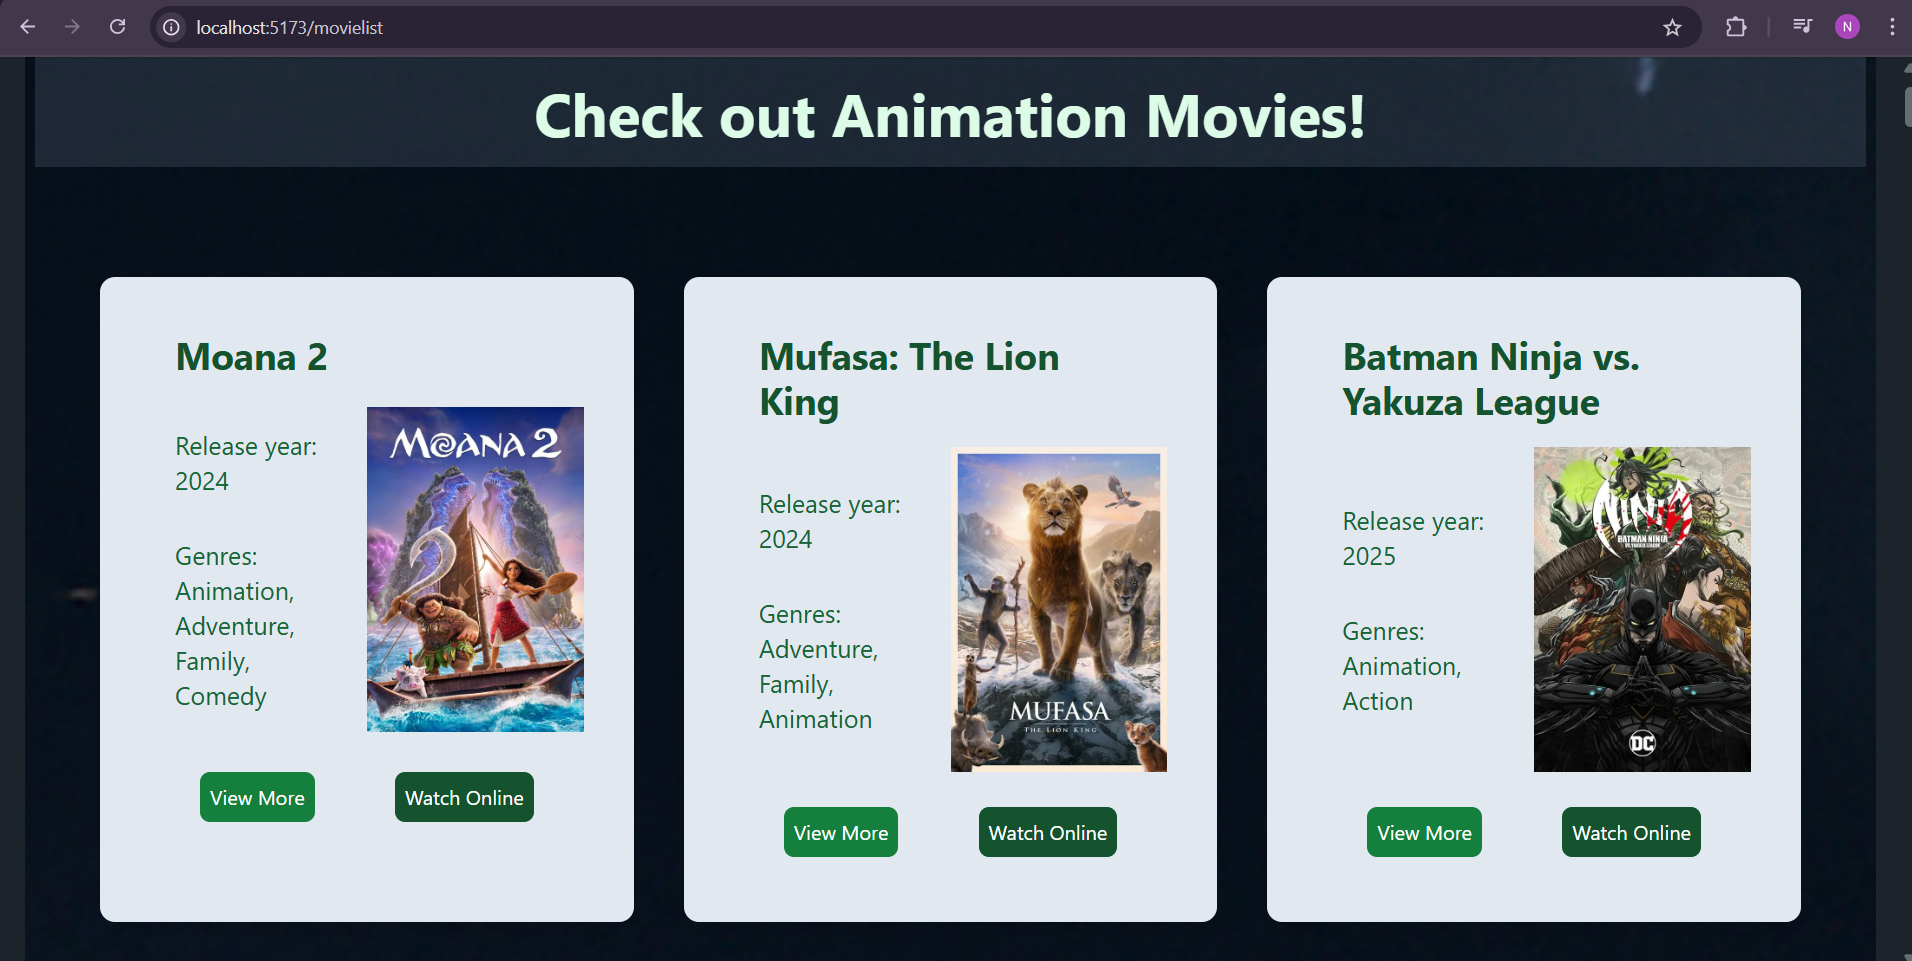 localhost:5173/movielist
N
Check out Animation Movies!
Moana 2
Release year:
2024
Genres:
Animation,
Adventure,
Family,
Comedy
MOANA 2
View More
Watch Online
Mufasa: The Lion
King
Release year:
2024
Genres:
Adventure,
Family,
Animation
MUFASA
THE LION KING
View More
Watch Online
Batman Ninja vs.
Yakuza League
Release year:
2025
Genres:
Animation,
Action
NINJA
BATMAN NINJA
VS. YAKUZA LEAGUE
DC
View More
Watch Online